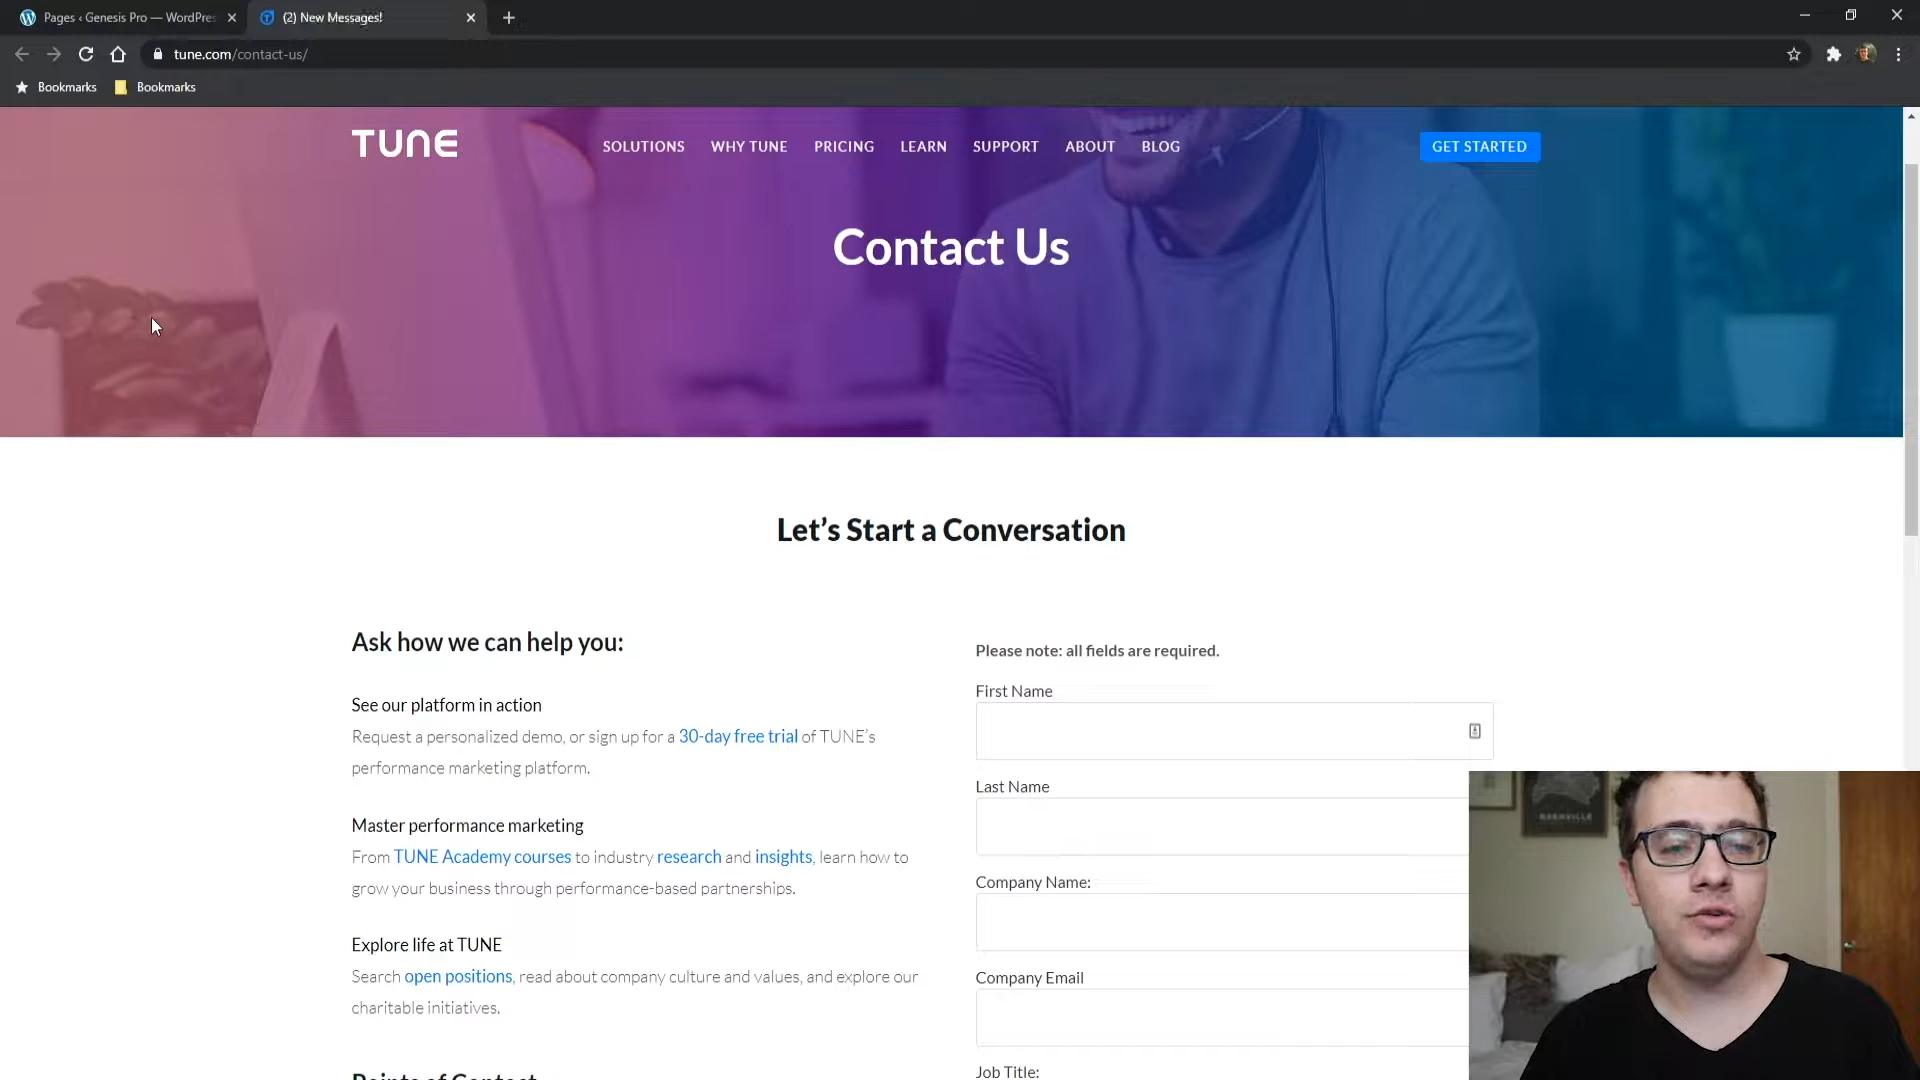 Pages ‹ Genesis Pro — WordPres
(2) New Messages!
tune.com/contact-us/
Bookmarks
Bookmarks
TUNE
SOLUTIONS
WHY TUNE
PRICING
LEARN
SUPPORT
ABOUT
BLOG
GET STARTED
Contact Us
Let’s Start a Conversation
Ask how we can help you:
See our platform in action
Request a personalized demo, or sign up for a 30-day free trial of TUNE’s
performance marketing platform.
Master performance marketing
From TUNE Academy courses to industry research and insights, learn how to
grow your business through performance-based partnerships.
Explore life at TUNE
Search open positions, read about company culture and values, and explore our
charitable initiatives.
Points of Contact
Please note: all fields are required.
First Name
Last Name
Company Name:
Company Email
Job Title:
NASHVILLE